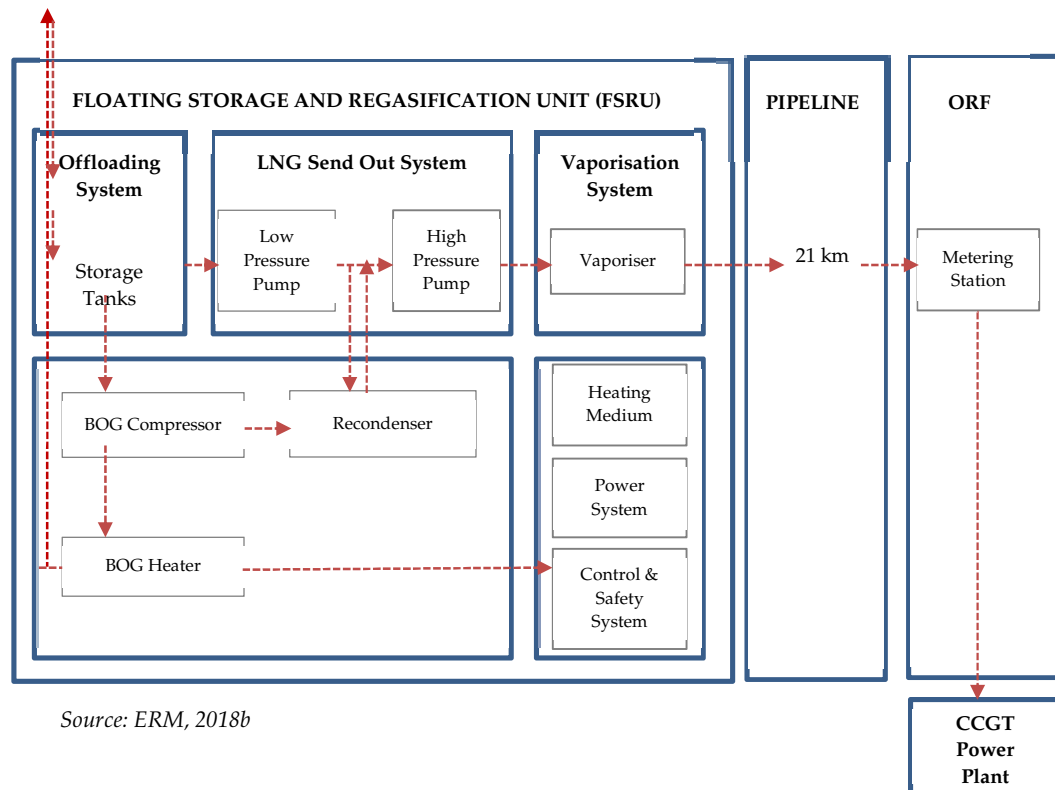 FLOATING STORAGE AND REGASIFICATION UNIT (FSRU)
PIPELINE
ORF
Offloading
System
LNG Send Out System
Vaporisation
System
Storage
Tanks
Low
Pressure
Pump
High
Pressure
Pump
Vaporiser
21 km
Metering
Station
BOG Compressor
Recondenser
Heating
Medium
Power
System
BOG Heater
Control &
Safety
System
Source: ERM, 2018b
CCGT
Power
Plant